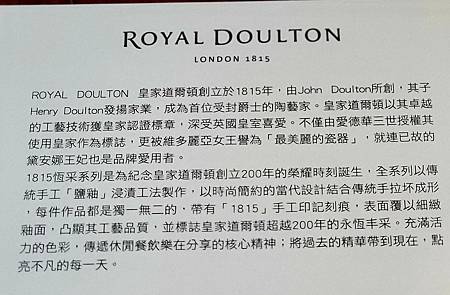 ROYAL DOULTON
LONDON 1815
ROYAL DOULTON 皇家道爾頓創立於1815年，由John Doulton所創，其子
Henry Doulton發揚家業，成為首位受封爵士的陶藝家。皇家道爾頓以其卓越
的工藝技術獲皇家認證標章，深受英國皇室喜愛。不僅由愛德華三世授權其
使用皇家作為標誌，更被維多麗亞女王譽為「最美麗的瓷器」，就連已故的
黛安娜王妃也是品牌愛用者。
1815恆采系列是為紀念皇家道爾頓創立200年的榮耀時刻誕生，全系列以傳
統手工「鹽釉」浸漬工法製作，以時尚簡約的當代設計結合傳統手拉坏成形
，每件作品都是獨一無二的，帶有「1815」手工印記刻痕，表面覆以細緻
釉面，凸顯其工藝品質，並標誌皇家道爾頓超越200年的永恆丰采。充滿活
力的色彩，傳遞休閒餐飲樂在分享的核心精神；將過去的精華帶到現在，點
亮不凡的每一天。